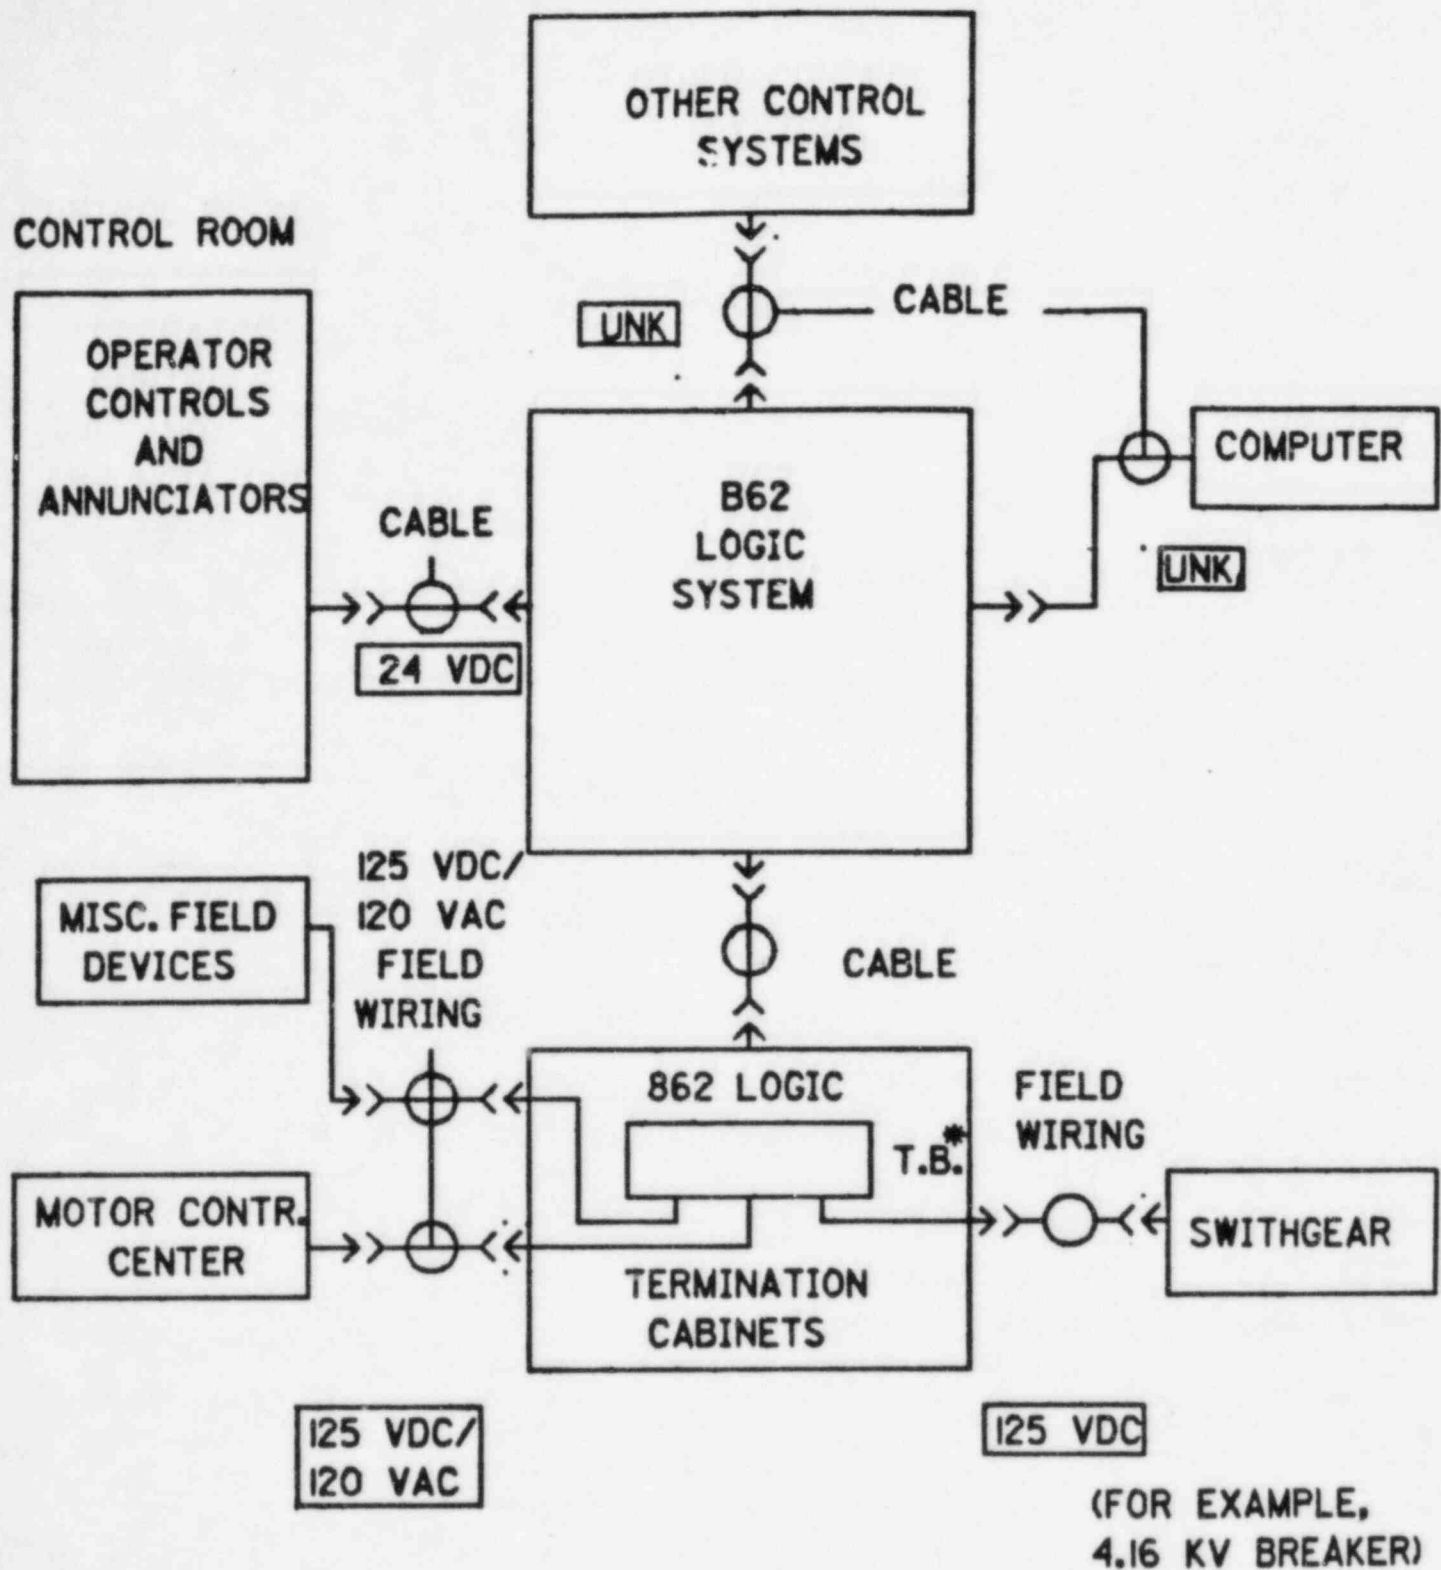 OTHER CONTROL
SYSTEMS
CONTROL ROOM
OPERATOR
CONTROLS
AND
ANNUNCIATORS
UNK
CABLE
COMPUTER
UNK
CABLE
24 VDC
B62
LOGIC
SYSTEM
125 VDC/
120 VAC
FIELD
WIRING
MISC. FIELD
DEVICES
CABLE
MOTOR CONTR.
CENTER
862 LOGIC
T.B.*
TERMINATION
CABINETS
FIELD
WIRING
SWITHGEAR
125 VDC/
120 VAC
125 VDC
(FOR EXAMPLE,
4.16 KV BREAKER)